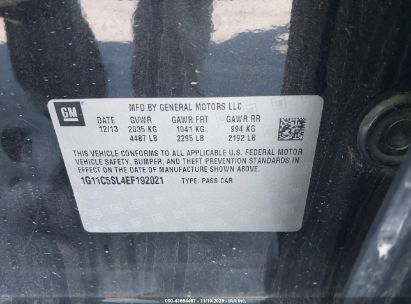 GM
MFD BY GENERAL MOTORS LLC
12/13 GVWR GAWR FRT GAWR RR
2035 KG 1041 KG 994 KG
4487 LB 2295 LB 2192 LB
THIS VEHICLE CONFORMS TO ALL APPLICABLE U.S. FEDERAL MOTOR
VEHICLE SAFETY, BUMPER, AND THEFT PREVENTION STANDARDS
IN EFFECT ON THE DATE OF MANUFACTURE SHOWN ABOVE.
1G11C5SL4EF192021 TYPE: PASS CAR